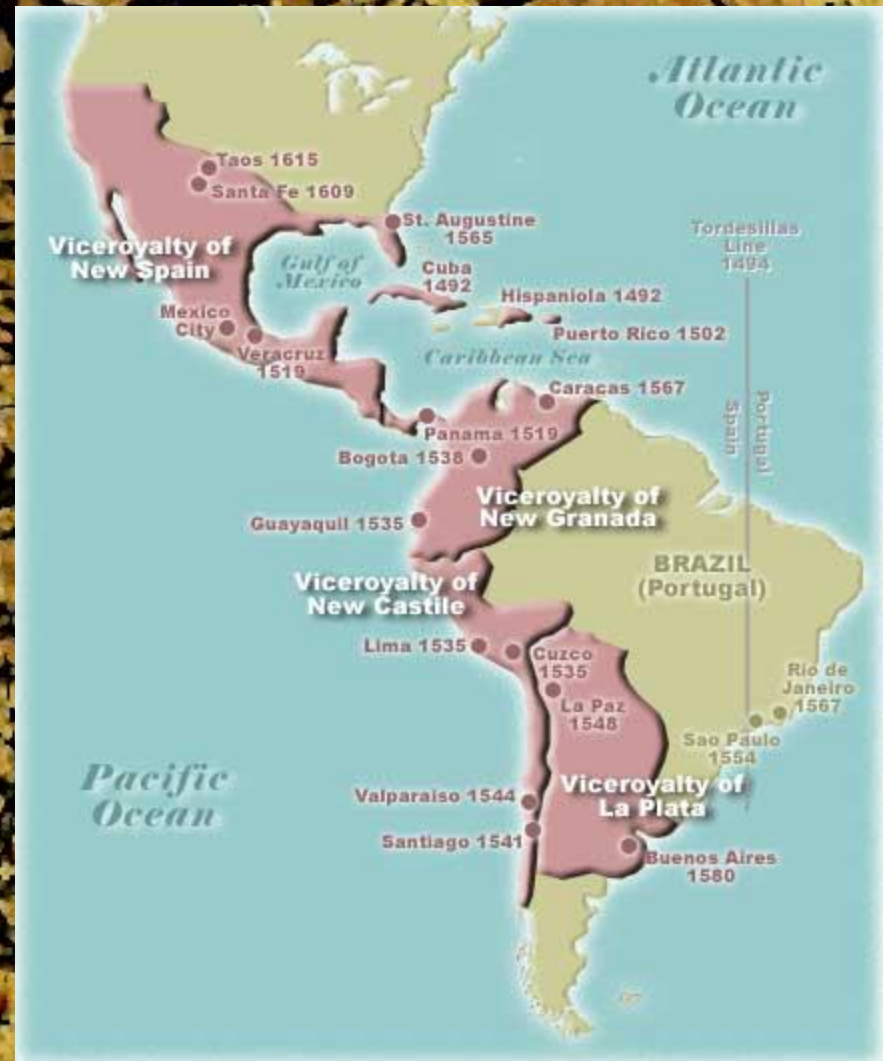 Atlantic
Ocean
Taos 1615
Santa Fe 1609
St. Augustine
1565
Tordesillas
Line
1494
Viceroyalty of
New Spain
Gulf of
Mexico
Cuba
1492
Hispaniola 1492
Mexico
City
Puerto Rico 1502
Veracruz
1519
Caribbean Sea
Caracas 1567
Spain
Portugal
Panama 1519
Bogota 1538
Viceroyalty of
New Granada
Guayaquil 1535
BRAZIL
(Portugal)
Viceroyalty of
New Castile
Lima 1535
Cuzco
1535
Rio de
Janeiro
1567
La Paz
1548
Sao Paulo
1554
Pacific
Ocean
Viceroyalty of
La Plata
Valparaiso 1544
Santiago 1541
Buenos Aires
1580